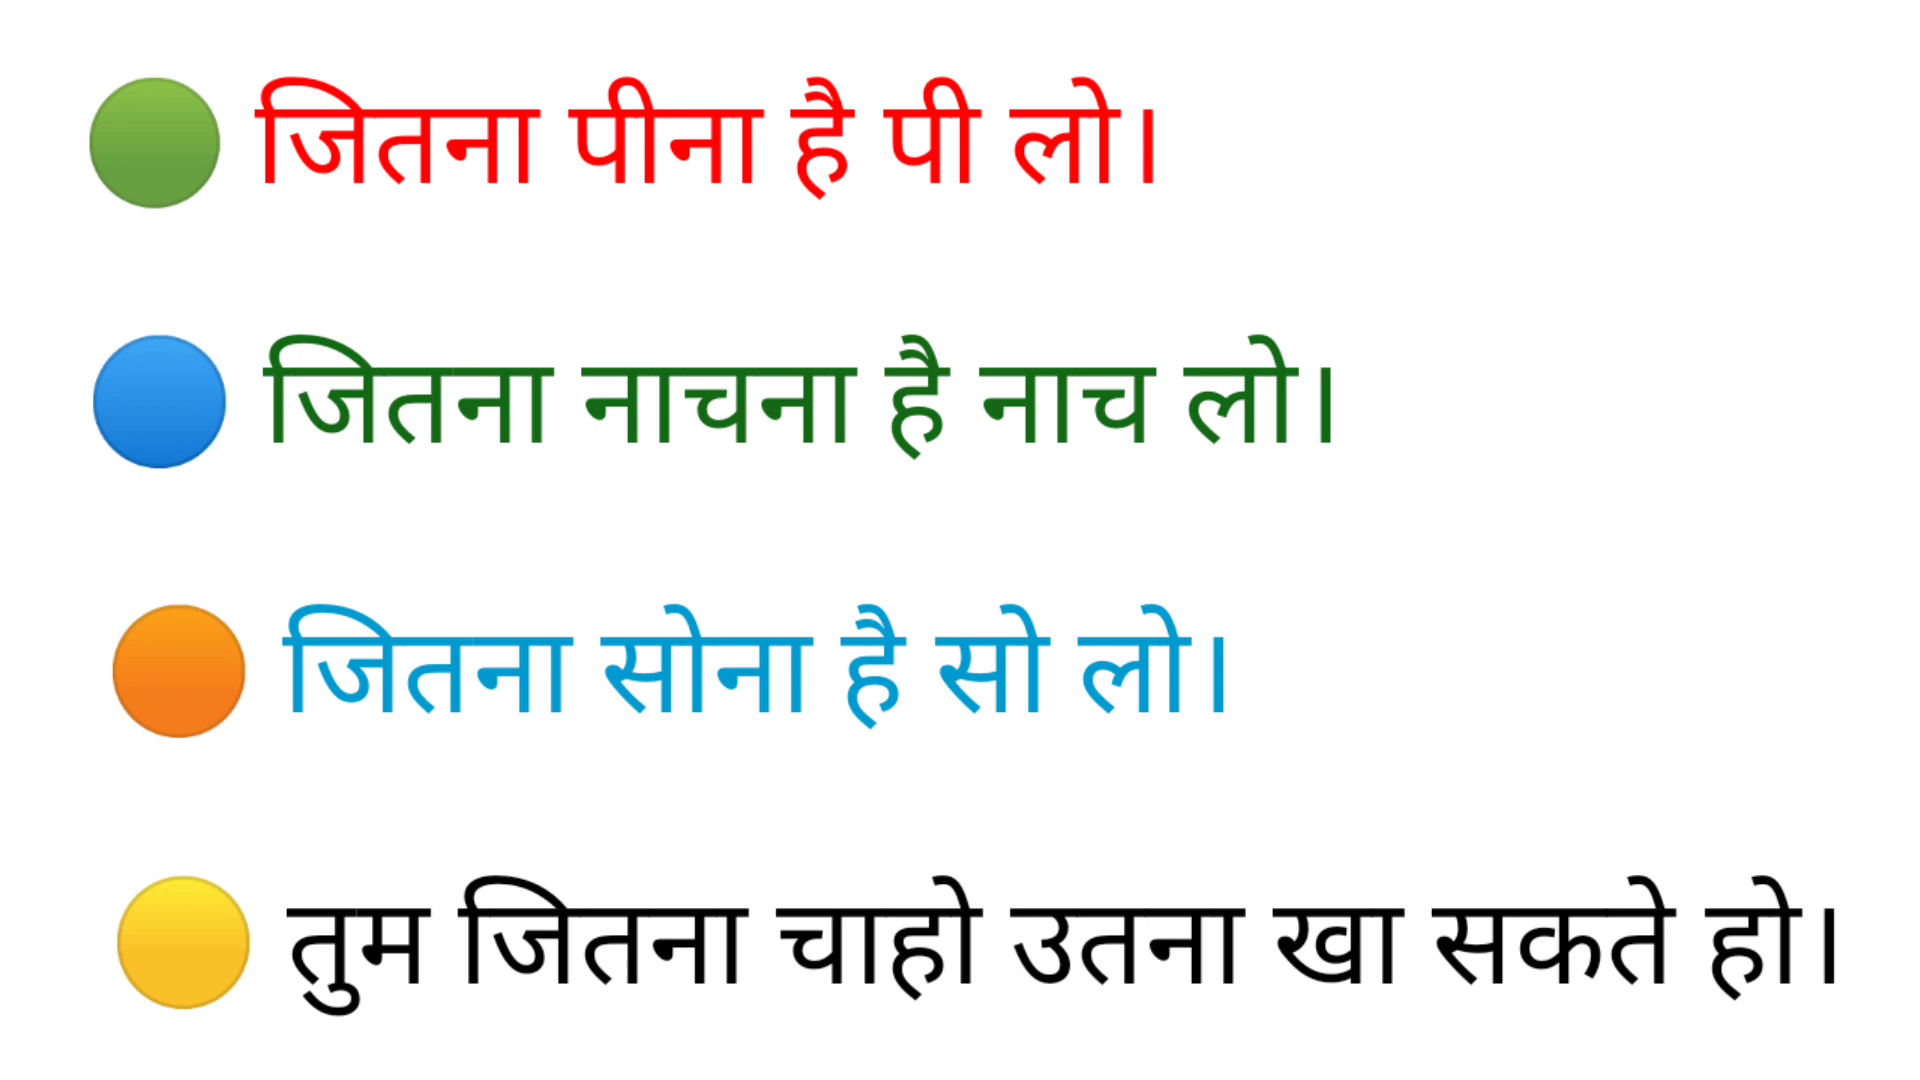 जितना पीना है पी लो।
जितना नाचना है नाच लो।
जितना सोना है सो लो।
तुम जितना चाहो उतना खा सकते हो।